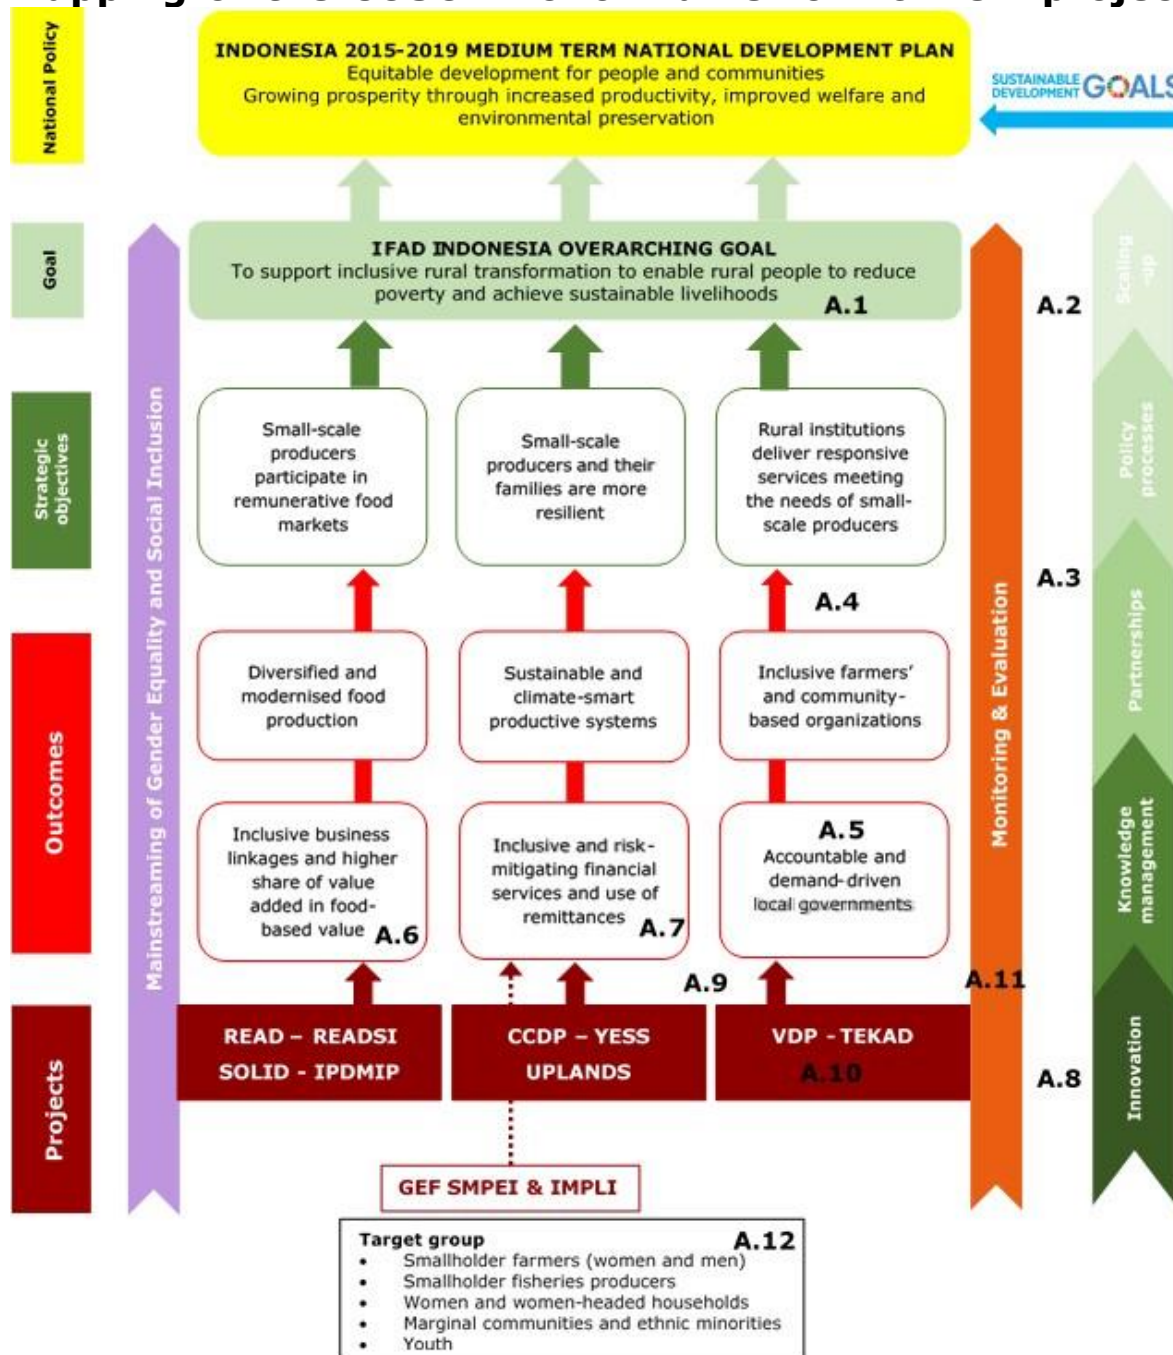 National Policy
INDONESIA 2015-2019 MEDIUM TERM NATIONAL DEVELOPMENT PLAN
Equitable development for people and communities
Growing prosperity through increased productivity, improved welfare and
environmental preservation
SUSTAINABLE
DEVELOPMENT GOALS
Goal
IFAD INDONESIA OVERARCHING GOAL
To support inclusive rural transformation to enable rural people to reduce
poverty and achieve sustainable livelihoods
A.1
A.2
Scaling
-up
Strategic
objectives
Small-scale
producers
participate in
remunerative food
markets
Small-scale
producers and their
families are more
resilient
Rural institutions
deliver responsive
services meeting
the needs of small-
scale producers
Policy
processes
A.3
A.4
Mainstreaming of Gender Equality and Social Inclusion
Monitoring & Evaluation
Partnerships
Outcomes
Diversified and
modernised food
production
Sustainable and
climate-smart
productive systems
Inclusive farmers’
and community-
based organizations
Inclusive business
linkages and higher
share of value
added in food-
based value
A.6
Inclusive and risk-
mitigating financial
services and use of
remittances
A.7
A.5
Accountable and
demand-driven
local governments
Knowledge
management
A.9
A.11
Projects
READ – READSI
SOLID - IPDMIP
CCDP – YESS
UPLANDS
VDP - TEKAD
A.10
A.8
Innovation
GEF SMPEI & IMPLI
Target group
A.12
• Smallholder farmers (women and men)
• Smallholder fisheries producers
• Women and women-headed households
• Marginal communities and ethnic minorities
• Youth